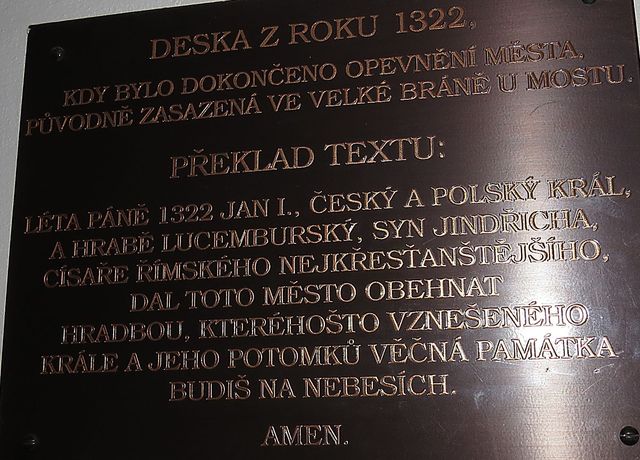 DESKA Z ROKU 1322,
KDY BYLO DOKONČENO OPEVNĚNÍ MĚSTA,
PŮVODNĚ ZASAZENÁ VE VELKÉ BRÁNĚ U MOSTU.
PŘEKLAD TEXTU:
LÉTA PÁNĚ 1322 JAN I., ČESKÝ A POLSKÝ KRÁL,
A HRABĚ LUCEMBURSKÝ, SYN JINDŘICHA,
CÍSAŘE ŘÍMSKÉHO NEJKŘESŤANŠTĚJŠÍHO,
DAL TOTO MĚSTO OBEHNAT
HRADBOU, KTERÉHOŠTO VZNEŠENÉHO
KRÁLE A JEHO POTOMKŮ VĚČNÁ PAMÁTKA
BUDIŠ NA NEBESÍCH.
AMEN.